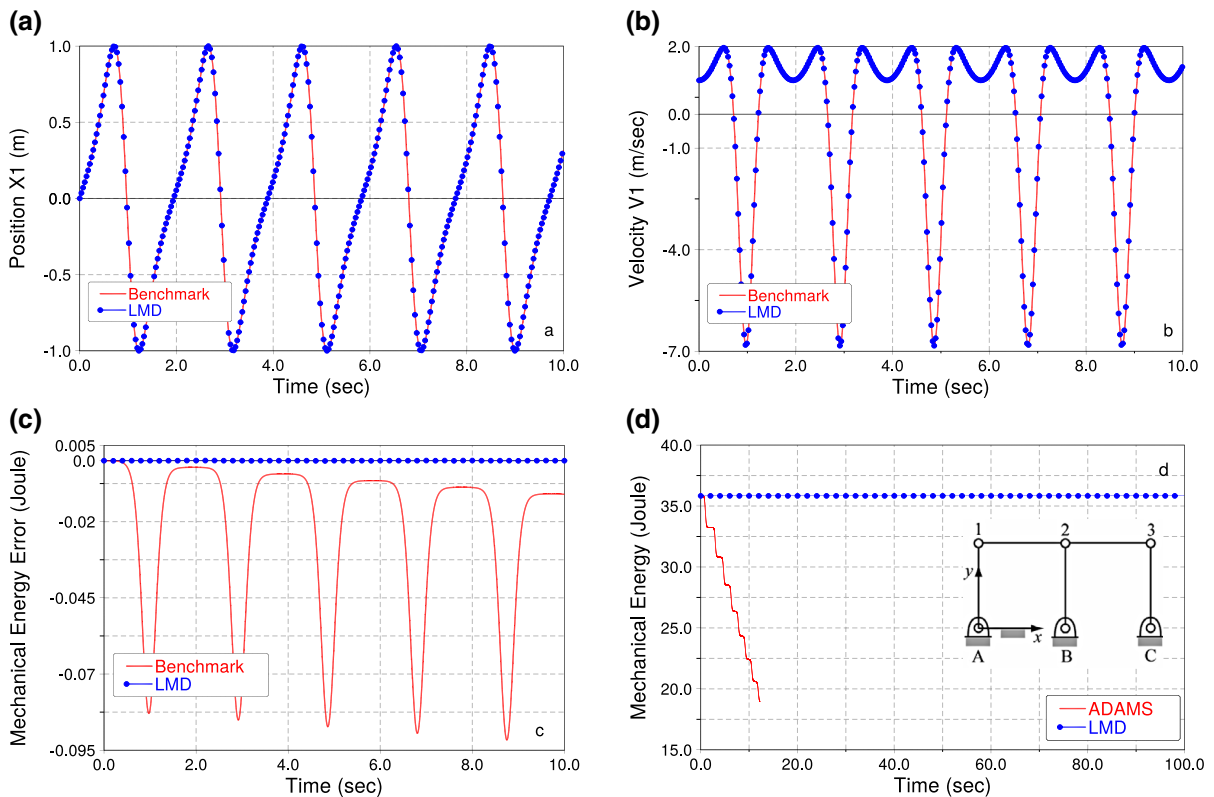 (a)
1.0
0.5
0.0
-0.5
-1.0
Position X1 (m)
Benchmark
LMD
a
0.0 2.0 4.0 6.0 8.0 10.0
Time (sec)
(b)
2.0
0.0
-1.0
-4.0
-7.0
Velocity V1 (m/sec)
Benchmark
LMD
b
0.0 2.0 4.0 6.0 8.0 10.0
Time (sec)
(c)
0.005
0.0
-0.02
-0.045
-0.07
-0.095
Mechanical Energy Error (Joule)
Benchmark
LMD
c
0.0 2.0 4.0 6.0 8.0 10.0
Time (sec)
(d)
40.0
35.0
30.0
25.0
20.0
15.0
Mechanical Energy (Joule)
d
1 2 3
y
x
A B C
ADAMS
LMD
0.0 20.0 40.0 60.0 80.0 100.0
Time (sec)